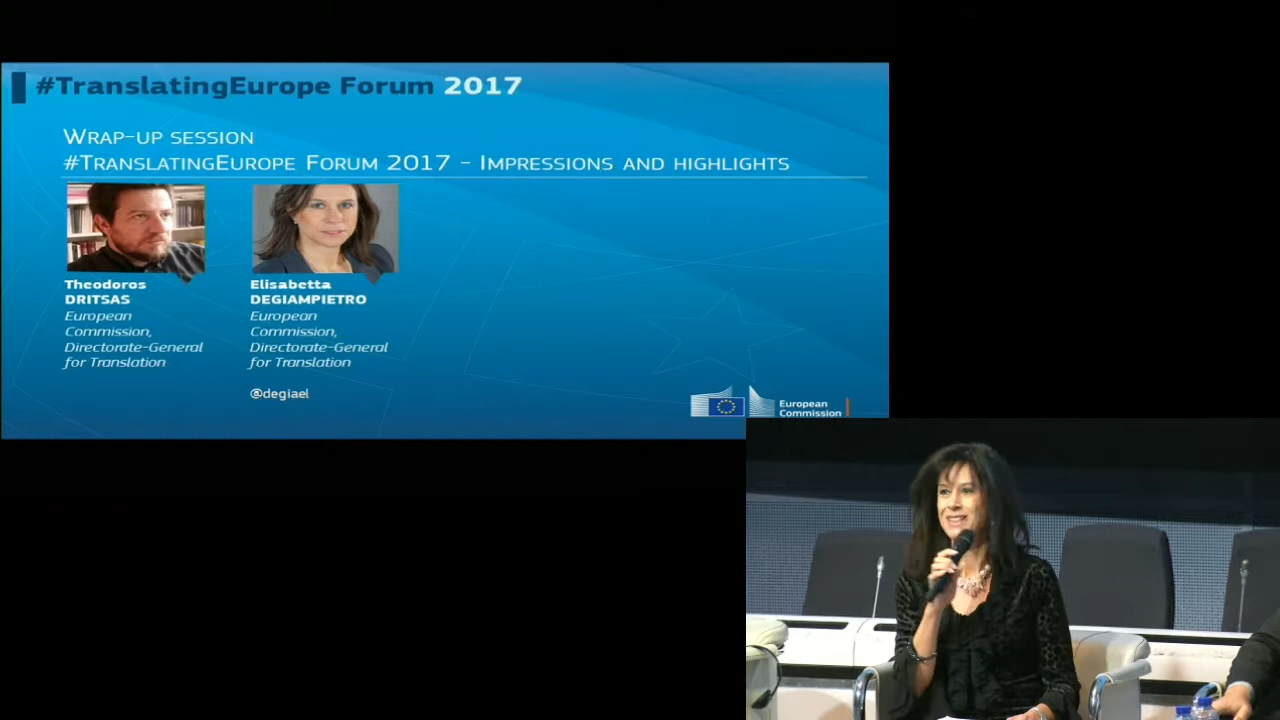 #TranslatingEurope Forum 2017
WRAP-UP SESSION
#TRANSLATINGEUROPE FORUM 2017 - IMPRESSIONS AND HIGHLIGHTS
Theodoros
DRITSAS
European
Commission,
Directorate-General
for Translation
Elisabetta
DEGIAMPIETRO
European
Commission,
Directorate-General
for Translation
@degiael
European
Commission